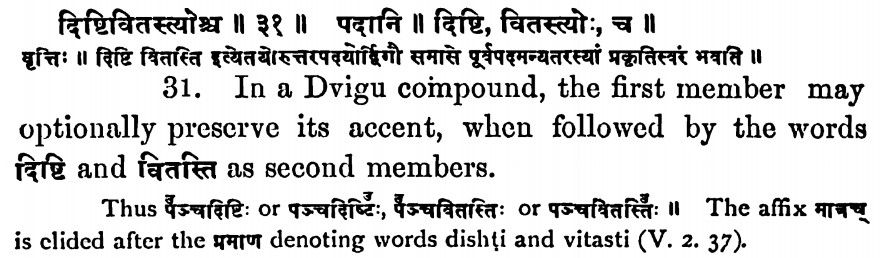 दिष्टिवितस्त्योश्च ॥ ३१ ॥ पदानि ॥ दिष्टि, वितस्त्योः, च ॥
वृत्तिः ॥ दिष्टि वितस्ति इत्येतयोरुत्तरपदयोर्द्विगौ समासे पूर्वपदमन्यतरस्यां प्रकृतिस्वरं भवति ॥
31. In a Dvigu compound, the first member may
optionally preserve its accent, when followed by the words
दिष्टि and वितस्ति as second members.
Thus पँञ्चदिष्टिः or पञ्चदिष्टिँः, पँञ्चवितस्तिः or पञ्चवितस्तिँः ॥ The affix मात्रच्
is elided after the प्रमाण denoting words dishṭi and vitasti (V. 2. 37).